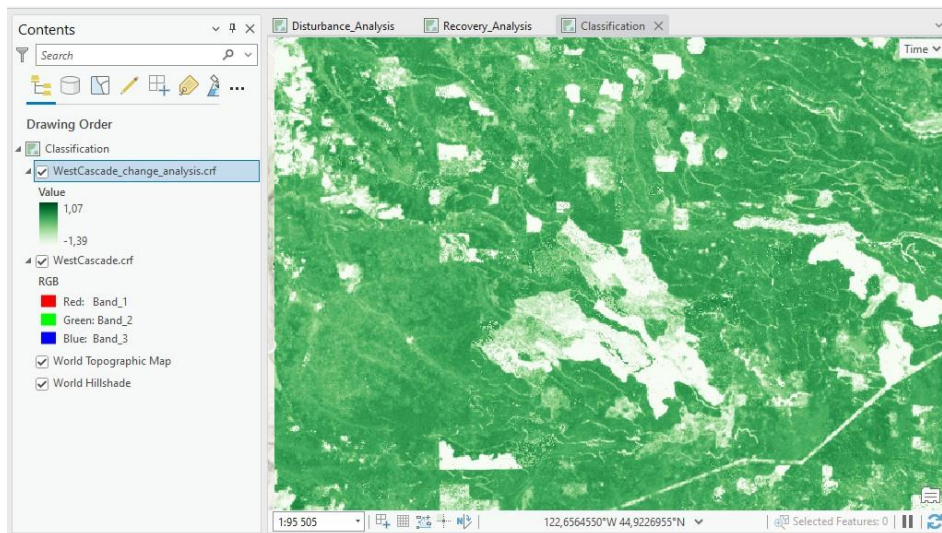 Contents
Search
Drawing Order
Classification
WestCascade_change_analysis.crf
Value
1,07
-1,39
WestCascade.crf
RGB
Red: Band_1
Green: Band_2
Blue: Band_3
World Topographic Map
World Hillshade
Disturbance_Analysis
Recovery_Analysis
Classification
Time
1:95 505
122,6564550°W 44,9226955°N
Selected Features: 0